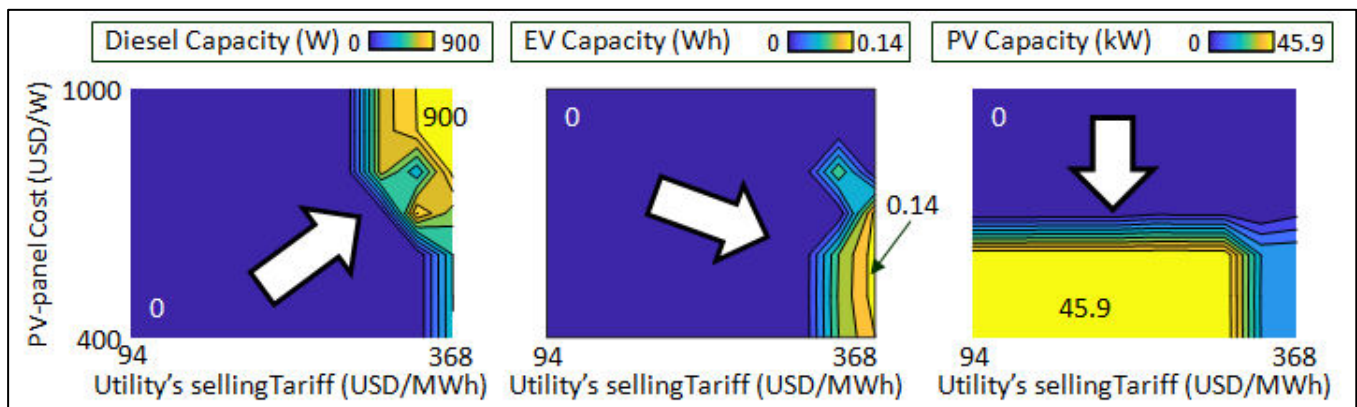 Diesel Capacity (W) 0 900
EV Capacity (Wh) 0 0.14
PV Capacity (kW) 0 45.9
PV-panel Cost (USD/W)
1000
400
900
0
94 368
Utility's sellingTariff (USD/MWh)
0
0.14
94 368
Utility's sellingTariff (USD/MWh)
0
45.9
94 368
Utility's sellingTariff (USD/MWh)